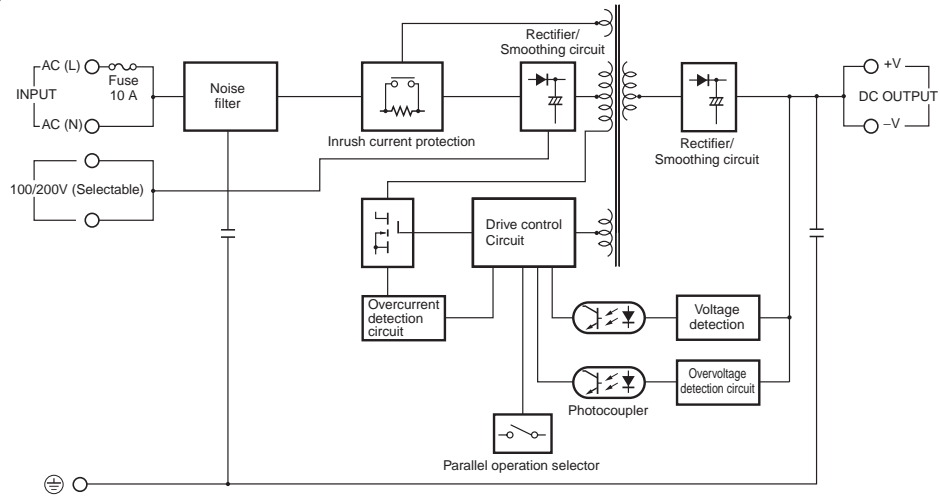 AC (L)
Fuse
10 A
INPUT
AC (N)
100/200V (Selectable)
Noise
filter
Inrush current protection
Rectifier/
Smoothing circuit
Rectifier/
Smoothing circuit
+V
DC OUTPUT
–V
Drive control
Circuit
Overcurrent
detection
circuit
Voltage
detection
Overvoltage
detection circuit
Photocoupler
Parallel operation selector